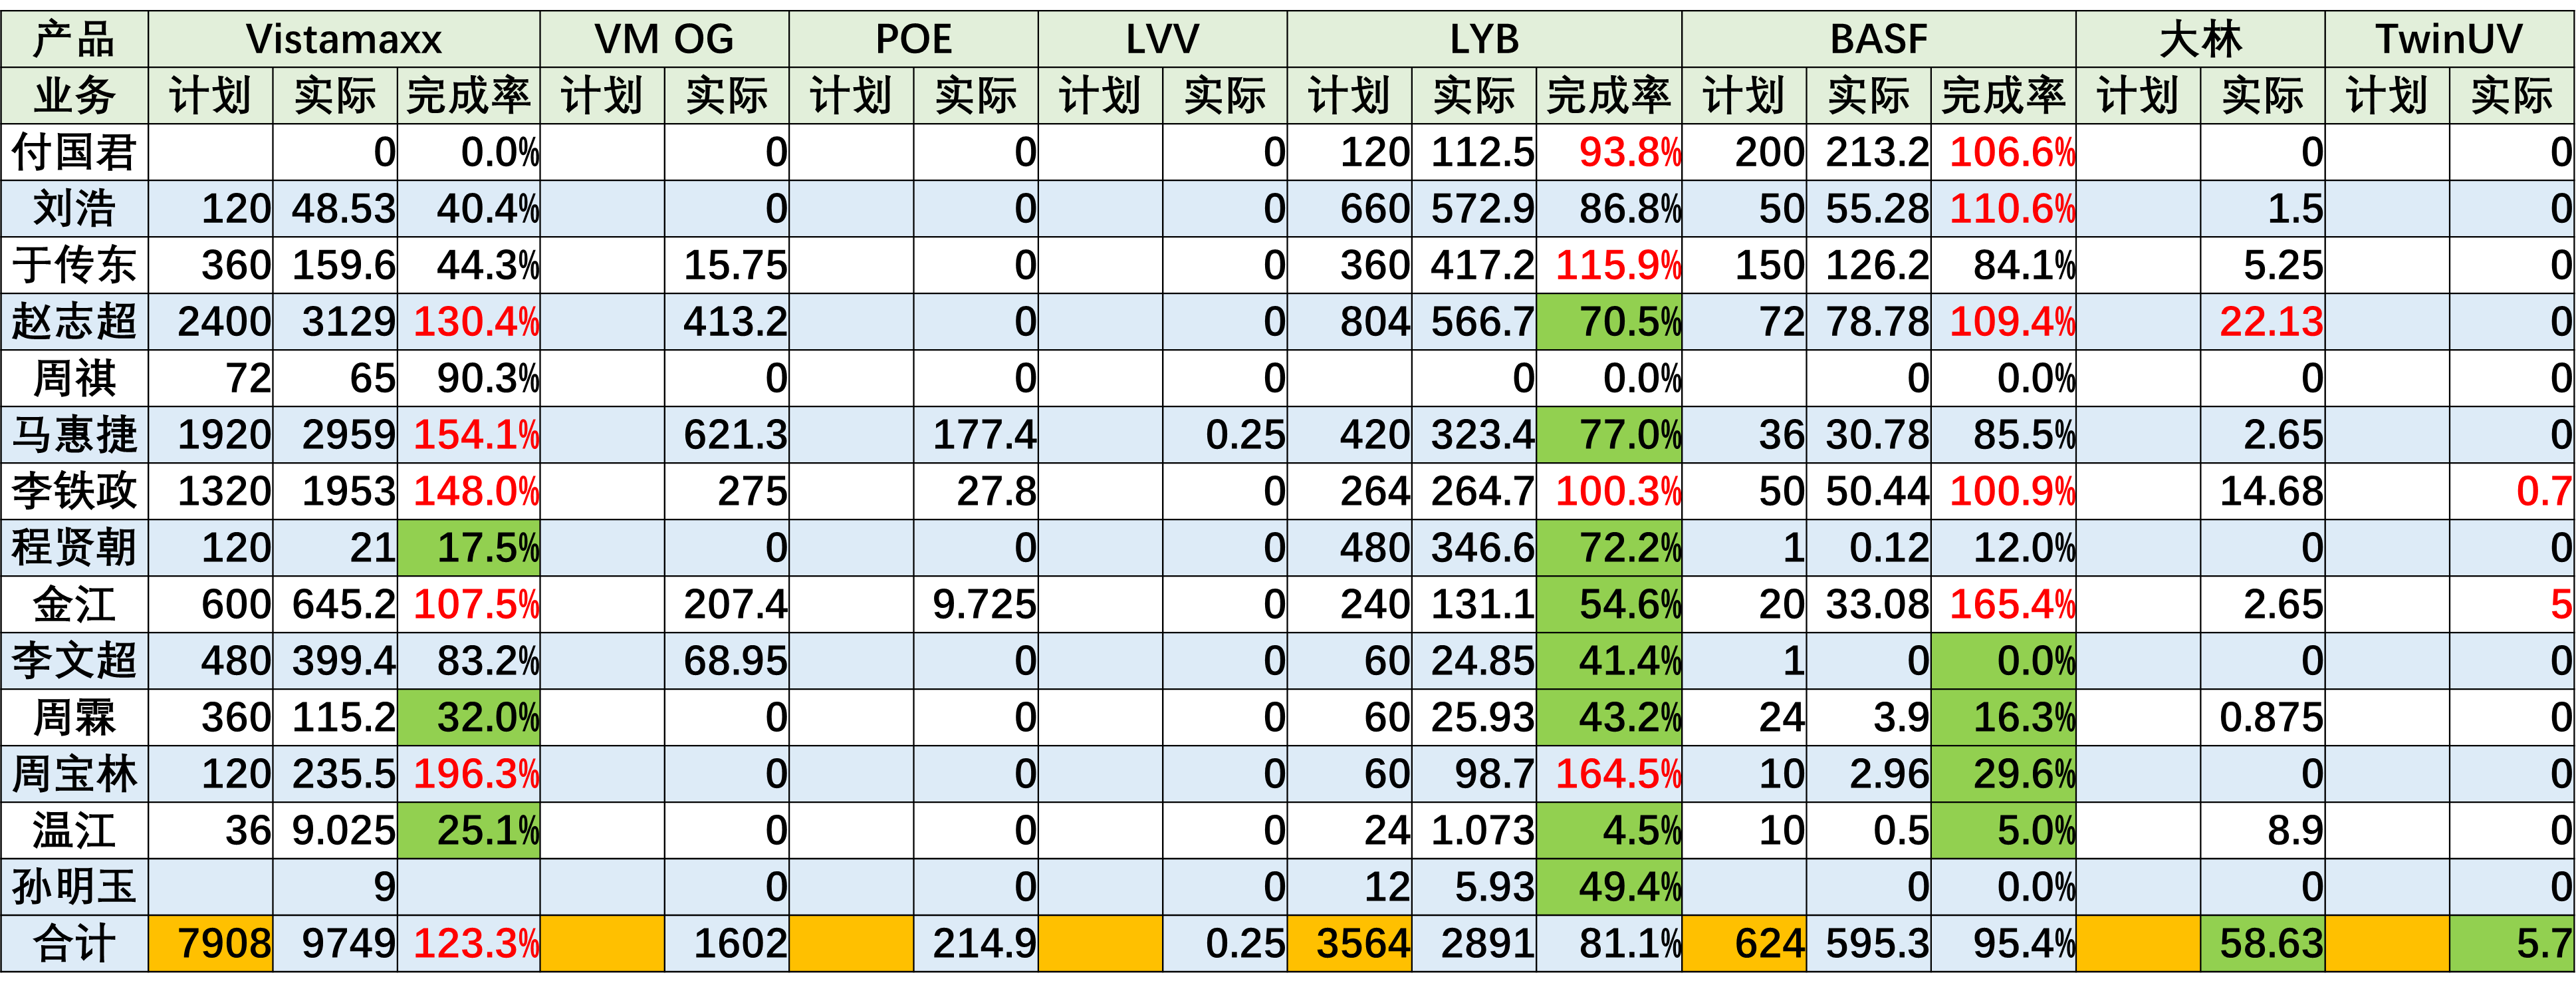 产品 Vistamaxx VM OG POE LVV LYB BASF 大林 TwinUV
业务 计划 实际 完成率 计划 实际 计划 实际 计划 实际 计划 实际 完成率 计划 实际 完成率 计划 实际 计划 实际
付国君 0 0.0% 0 0 0 120 112.5 93.8% 200 213.2 106.6% 0 0
刘浩 120 48.53 40.4% 0 0 0 660 572.9 86.8% 50 55.28 110.6% 1.5 0
于传东 360 159.6 44.3% 15.75 0 0 360 417.2 115.9% 150 126.2 84.1% 5.25 0
赵志超 2400 3129 130.4% 413.2 0 0 804 566.7 70.5% 72 78.78 109.4% 22.13 0
周祺 72 65 90.3% 0 0 0 0 0.0% 0 0.0% 0 0
马惠捷 1920 2959 154.1% 621.3 177.4 0.25 420 323.4 77.0% 36 30.78 85.5% 2.65 0
李铁政 1320 1953 148.0% 275 27.8 0 264 264.7 100.3% 50 50.44 100.9% 14.68 0.7
程贤朝 120 21 17.5% 0 0 0 480 346.6 72.2% 1 0.12 12.0% 0 0
金江 600 645.2 107.5% 207.4 9.725 0 240 131.1 54.6% 20 33.08 165.4% 2.65 5
李文超 480 399.4 83.2% 68.95 0 0 60 24.85 41.4% 1 0 0.0% 0 0
周霖 360 115.2 32.0% 0 0 0 60 25.93 43.2% 24 3.9 16.3% 0.875 0
周宝林 120 235.5 196.3% 0 0 0 60 98.7 164.5% 10 2.96 29.6% 0 0
温江 36 9.025 25.1% 0 0 0 24 1.073 4.5% 10 0.5 5.0% 8.9 0
孙明玉 9 0 0 0 12 5.93 49.4% 0 0.0% 0 0
合计 7908 9749 123.3% 1602 214.9 0.25 3564 2891 81.1% 624 595.3 95.4% 58.63 5.7